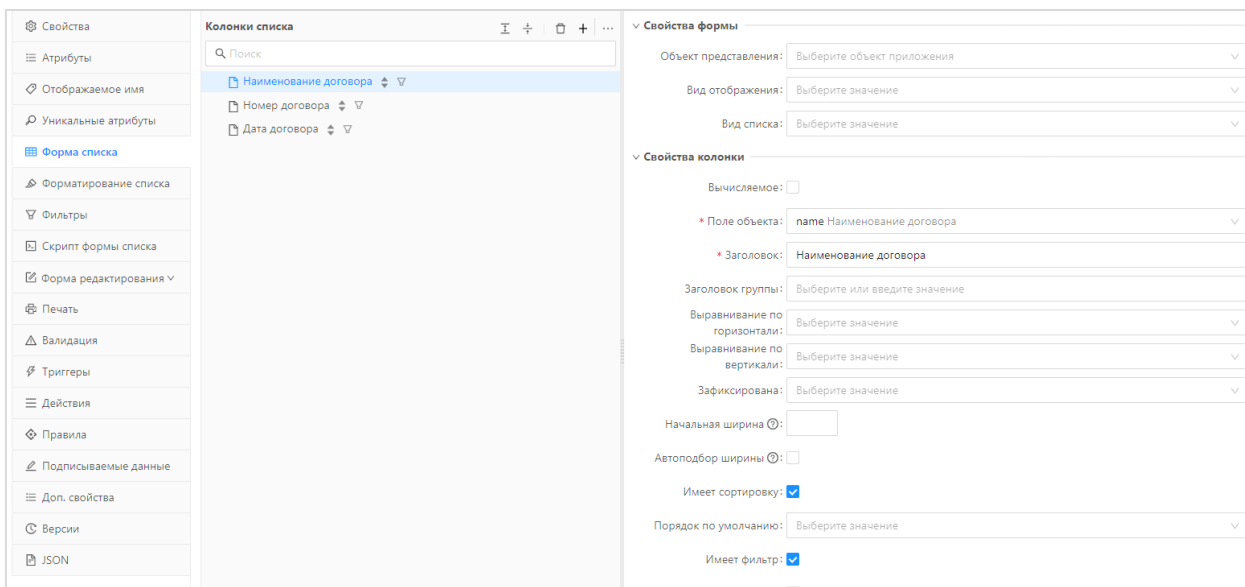 Свойства
Атрибуты
Отображаемое имя
Уникальные атрибуты
Форма списка
Форматирование списка
Фильтры
Скрипт формы списка
Форма редактирования
Печать
Валидация
Триггеры
Действия
Правила
Подписываемые данные
Доп. свойства
Версии
JSON
Колонки списка
Поиск
Наименование договора
Номер договора
Дата договора
Свойства формы
Объект представления: Выберите объект приложения
Вид отображения: Выберите значение
Вид списка: Выберите значение
Свойства колонки
Вычисляемое:
* Поле объекта: name Наименование договора
* Заголовок: Наименование договора
Заголовок группы: Выберите или введите значение
Выравнивание по
горизонтали: Выберите значение
Выравнивание по
вертикали: Выберите значение
Зафиксирована: Выберите значение
Начальная ширина ?:
Автоподбор ширины ?:
Имеет сортировку:
Порядок по умолчанию: Выберите значение
Имеет фильтр: